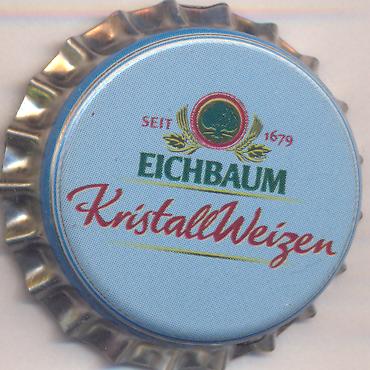 SEIT 1679
EICHBAUM
KristallWeizen